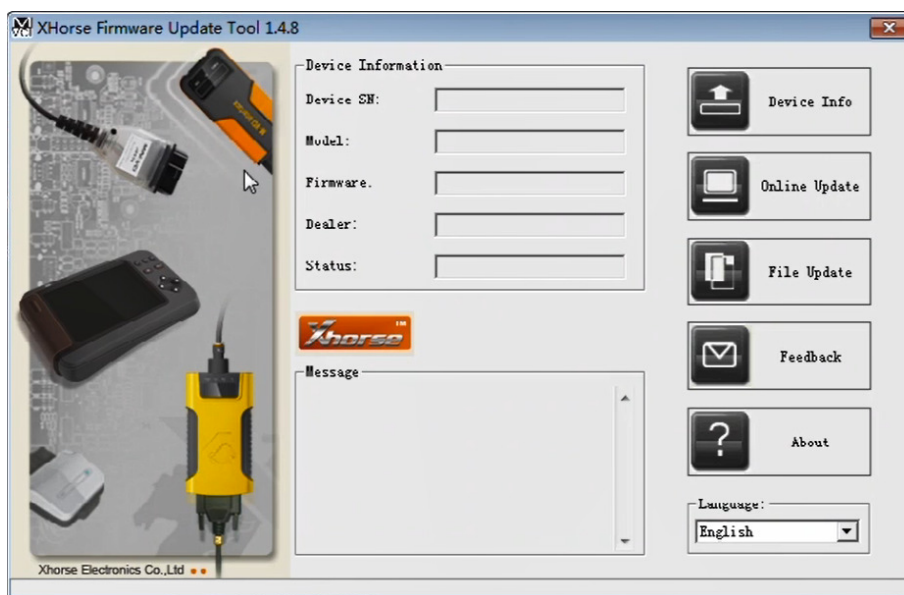 XHorse Firmware Update Tool 1.4.8
Device Information
Device SN:
Model:
Firmware.
Dealer:
Status:
Xhorse™
Message
Device Info
Online Update
File Update
Feedback
About
Language:
English
Xhorse Electronics Co.,Ltd